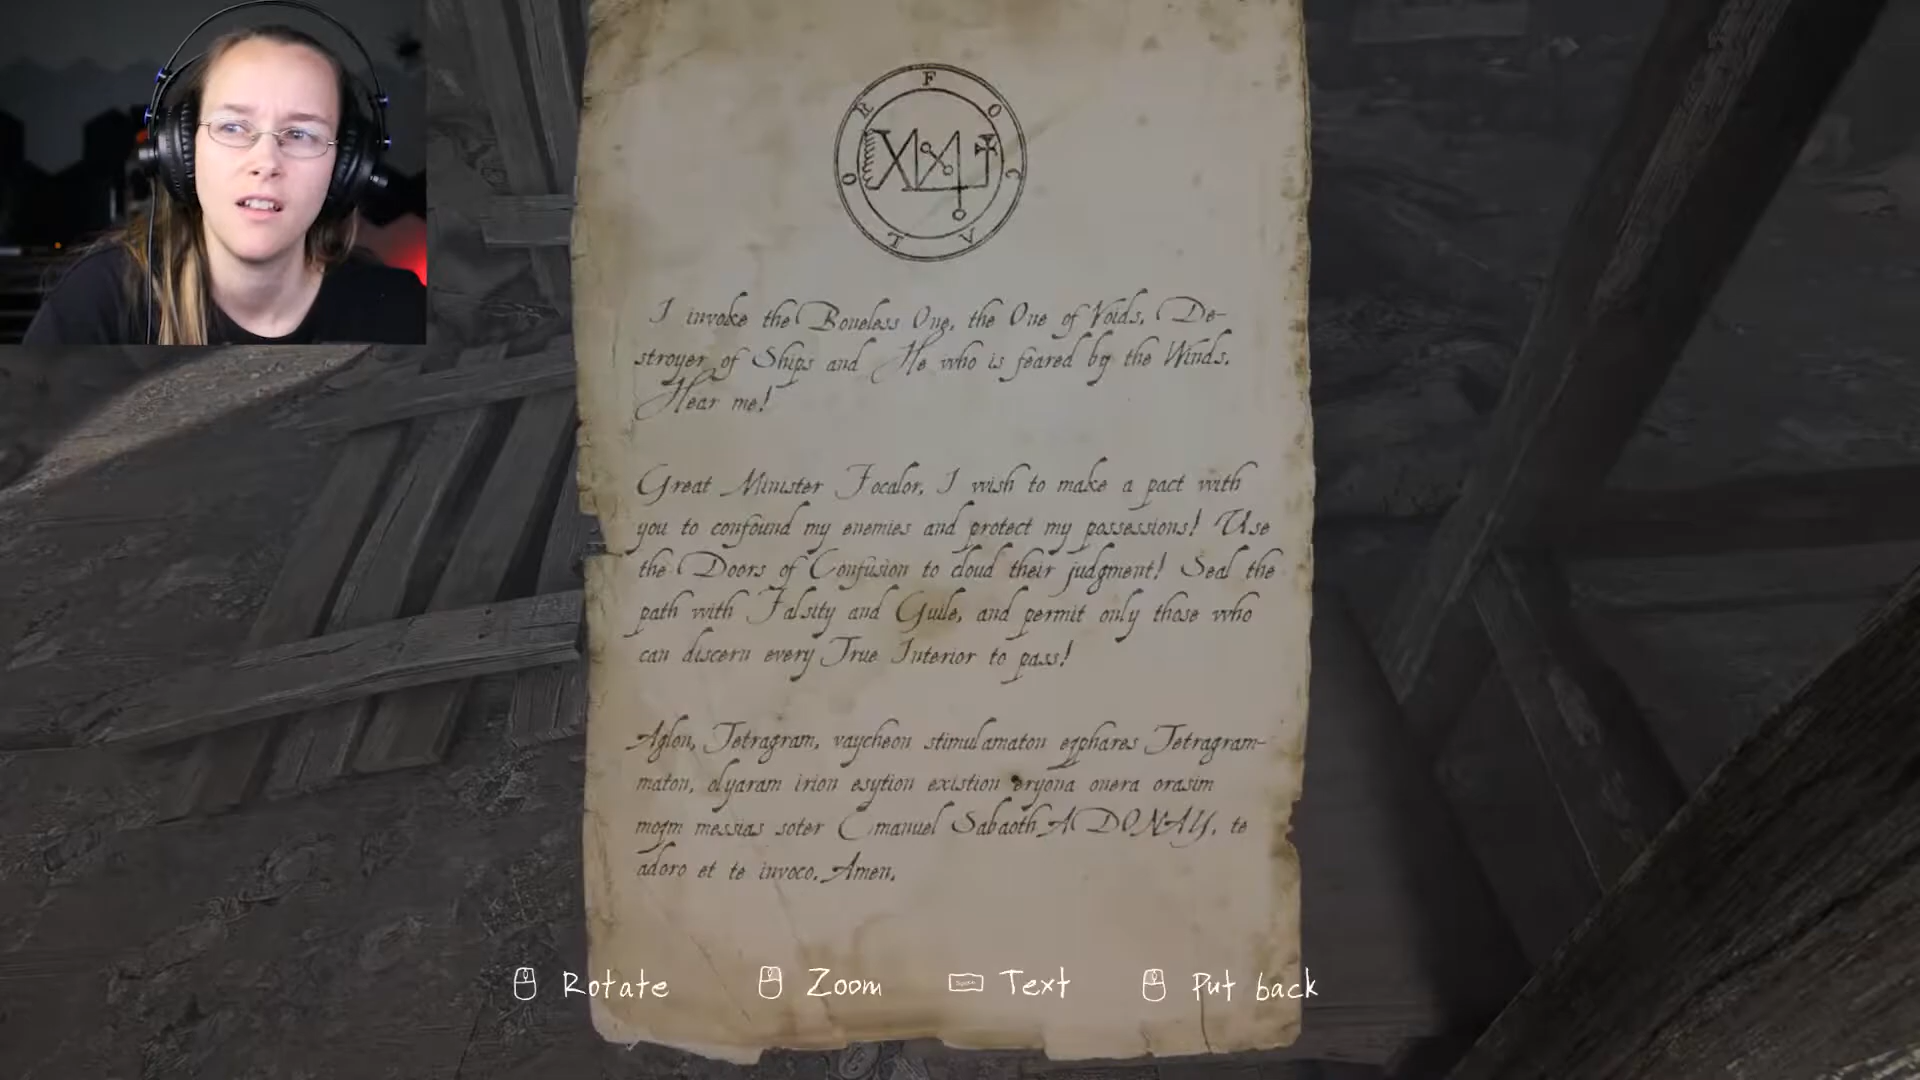 F O C V T O R
I invoke the Boneless One, the One of Voids, De-
stroyer of Ships and He who is feared by the Winds.
Hear me!
Great Minister Focalor, I wish to make a pact with
you to confound my enemies and protect my possessions! Use
the Doors of Confusion to cloud their judgment! Seal the
path with Falsity and Guile, and permit only those who
can discern every True Interior to pass!
Aglon, Tetragram, vaycheon stimulamaton ezphares Tetragram-
maton, olyaram irion esytion existion eryona onera orasim
mozm messias soter Emanuel Sabaoth ADONAY, te
adoro et te invoco. Amen.
Rotate Zoom Text Put back